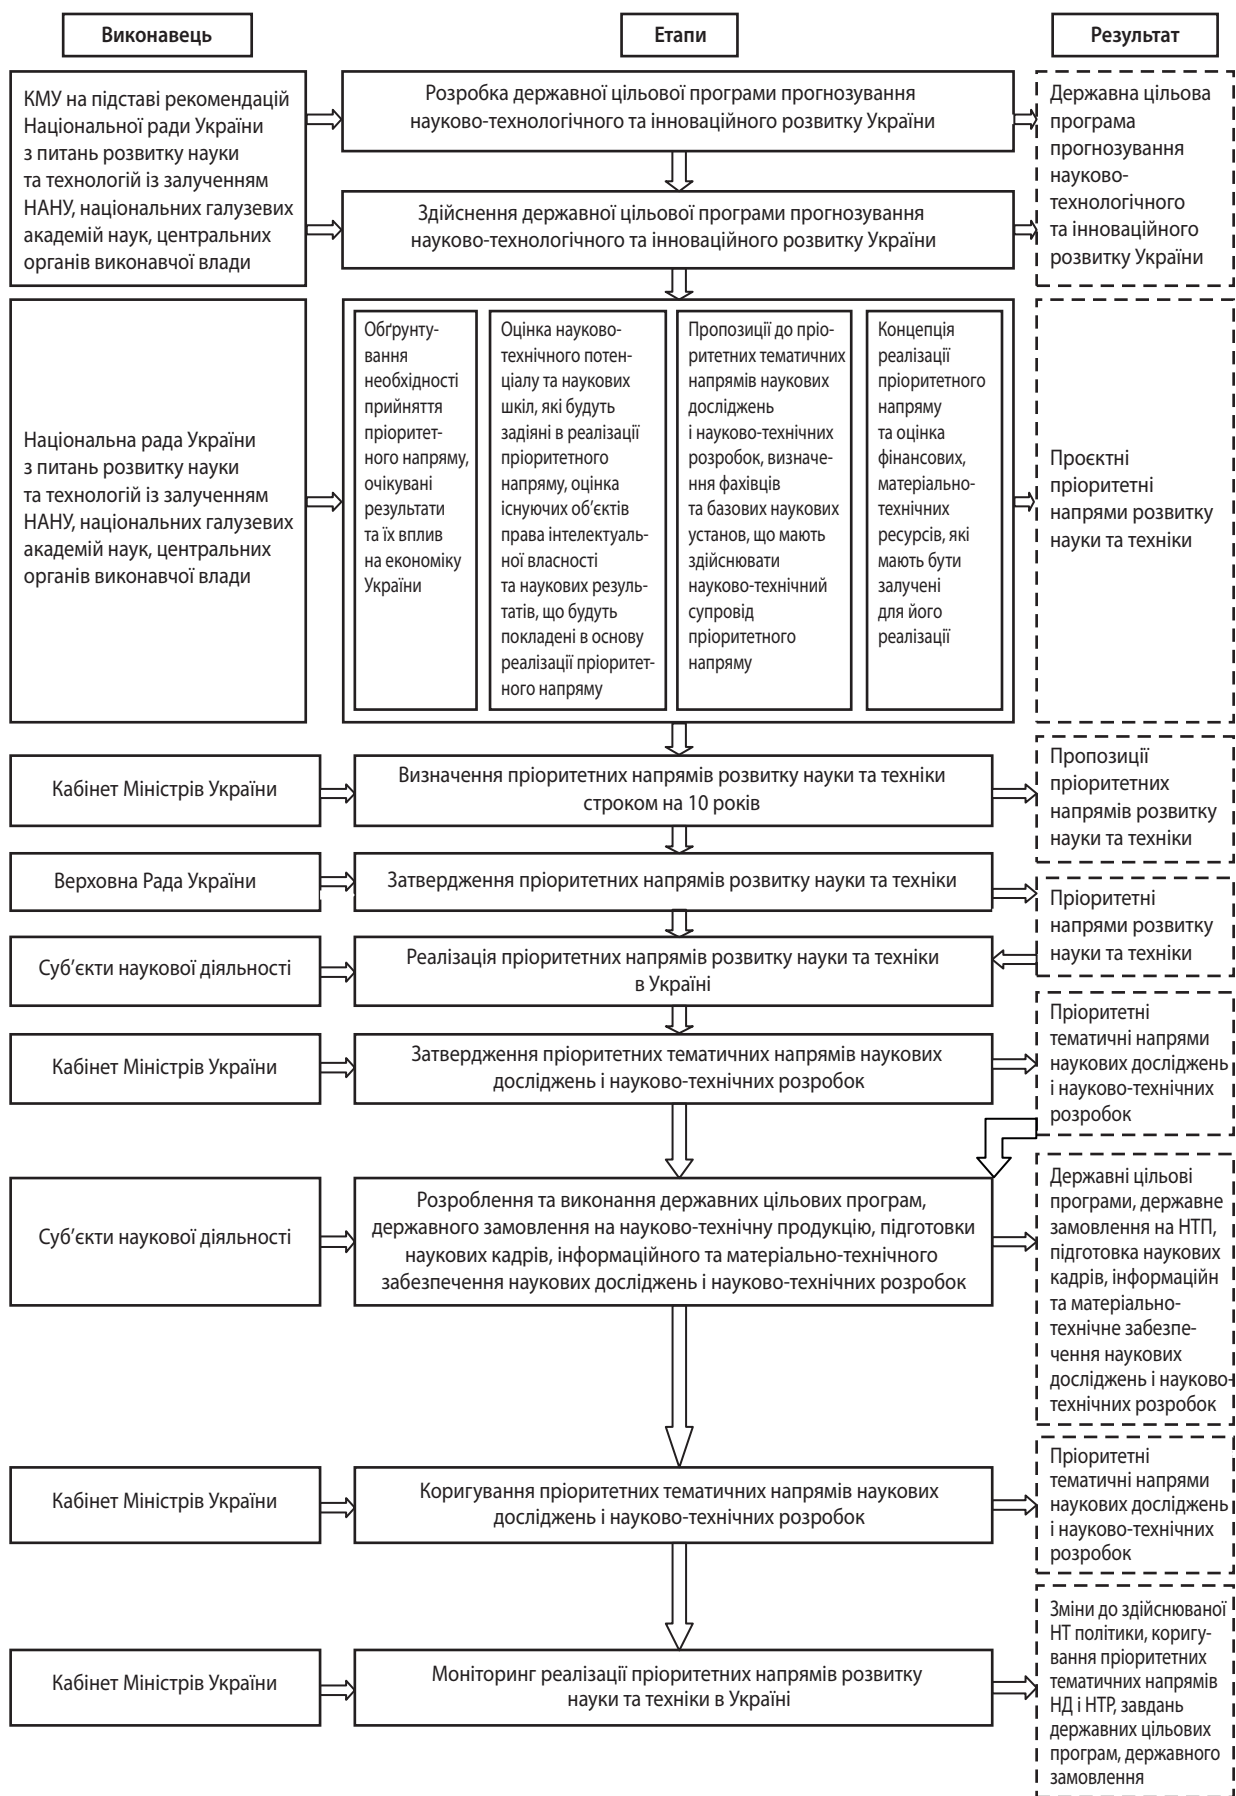 Виконавець
Етапи
Результат
КМУ на підставі рекомендацій
Національної ради України
з питань розвитку науки
та технологій із залученням
НАНУ, національних галузевих
академій наук, центральних
органів виконавчої влади
Розробка державної цільової програми прогнозування
науково-технологічного та інноваційного розвитку України
Здійснення державної цільової програми прогнозування
науково-технологічного та інноваційного розвитку України
Державна цільова
програма
прогнозування
науково-
технологічного
та інноваційного
розвитку України
Національна рада України
з питань розвитку науки
та технологій із залученням
НАНУ, національних галузевих
академій наук, центральних
органів виконавчої влади
Обґрунту-
вання
необхідності
прийняття
пріоритет-
ного напряму,
очікувані
результати
та їх вплив
на економіку
України
Оцінка науково-
технічного потен-
ціалу та наукових
шкіл, які будуть
задіяні в реалізації
пріоритетного
напряму, оцінка
існуючих об’єктів
права інтелектуаль-
ної власності
та наукових резуль-
татів, що будуть
покладені в основу
реалізації пріоритет-
ного напряму
Пропозиції до пріо-
ритетних тематичних
напрямів наукових
досліджень
і науково-технічних
розробок, визначе-
ння фахівців
та базових наукових
установ, що мають
здійснювати
науково-технічний
супровід
пріоритетного
напряму
Концепція
реалізації
пріоритетного
напряму
та оцінка
фінансових,
матеріально-
технічних
ресурсів, які
мають бути
залучені
для його
реалізації
Проєктні
пріоритетні
напрями розвитку
науки та техніки
Кабінет Міністрів України
Визначення пріоритетних напрямів розвитку науки та техніки
строком на 10 років
Пропозиції
пріоритетних
напрямів розвитку
науки та техніки
Верховна Рада України
Затвердження пріоритетних напрямів розвитку науки та техніки
Пріоритетні
напрями розвитку
науки та техніки
Суб’єкти наукової діяльності
Реалізація пріоритетних напрямів розвитку науки та техніки
в Україні
Кабінет Міністрів України
Затвердження пріоритетних тематичних напрямів наукових
досліджень і науково-технічних розробок
Пріоритетні
тематичні напрями
наукових досліджень
і науково-технічних
розробок
Суб’єкти наукової діяльності
Розроблення та виконання державних цільових програм,
державного замовлення на науково-технічну продукцію, підготовки
наукових кадрів, інформаційного та матеріально-технічного
забезпечення наукових досліджень і науково-технічних розробок
Державні цільові
програми, державне
замовлення на НТП,
підготовка наукових
кадрів, інформаційн
та матеріально-
технічне забезпе-
чення наукових
досліджень і науково-
технічних розробок
Кабінет Міністрів України
Коригування пріоритетних тематичних напрямів наукових
досліджень і науково-технічних розробок
Пріоритетні
тематичні напрями
наукових досліджень
і науково-технічних
розробок
Кабінет Міністрів України
Моніторинг реалізації пріоритетних напрямів розвитку
науки та техніки в Україні
Зміни до здійснюваної
НТ політики, коригу-
вання пріоритетних
тематичних напрямів
НД і НТР, завдань
державних цільових
програм, державного
замовлення